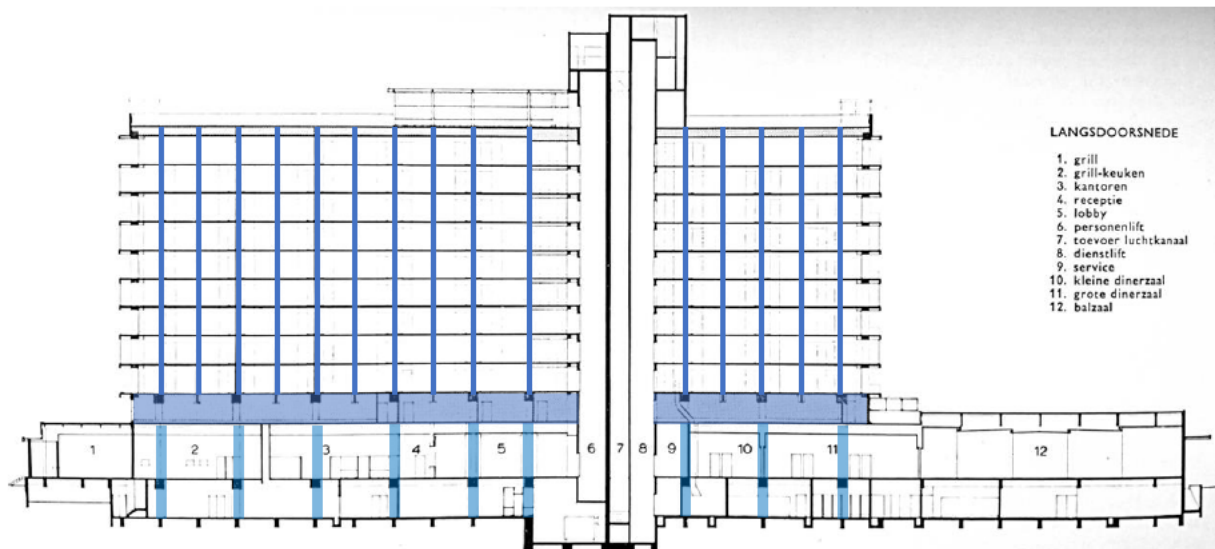 LANGSDOORSNEDE
1. grill
2. grill-keuken
3. kantoren
4. receptie
5. lobby
6. personenlift
7. toevoer luchtkanaal
8. dienstlift
9. service
10. kleine dinerzaal
11. grote dinerzaal
12. balzaal
1 2 3 4 5 6 7 8 9 10 11 12